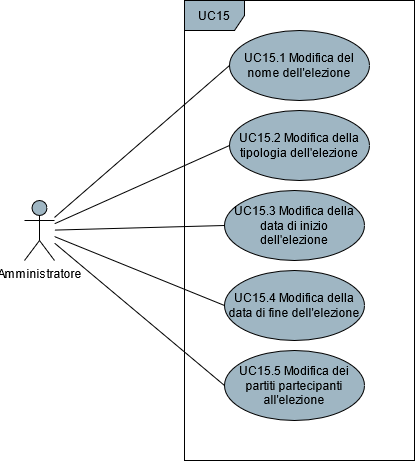 UC15
UC15.1 Modifica del
nome dell'elezione
UC15.2 Modifica della
tipologia dell'elezione
UC15.3 Modifica della
data di inizio
dell'elezione
Amministratore
UC15.4 Modifica della
data di fine dell'elezione
UC15.5 Modifica dei
partiti partecipanti
all'elezione